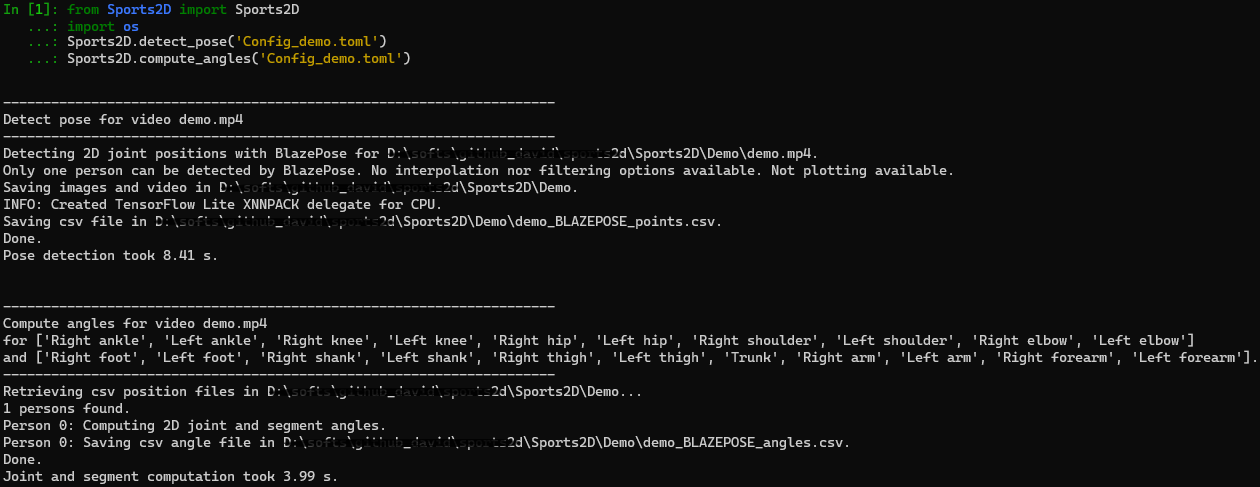 In [1]: from Sports2D import Sports2D
   ...: import os
   ...: Sports2D.detect_pose('Config_demo.toml')
   ...: Sports2D.compute_angles('Config_demo.toml')
---------------------------------------------------------------------
Detect pose for video demo.mp4
---------------------------------------------------------------------
Detecting 2D joint positions with BlazePose for D:\softs\github_david\sports2d\Sports2D\Demo\demo.mp4.
Only one person can be detected by BlazePose. No interpolation nor filtering options available. Not plotting available.
Saving images and video in D:\softs\github_david\sports2d\Sports2D\Demo.
INFO: Created TensorFlow Lite XNNPACK delegate for CPU.
Saving csv file in D:\softs\github_david\sports2d\Sports2D\Demo\demo_BLAZEPOSE_points.csv.
Done.
Pose detection took 8.41 s.
---------------------------------------------------------------------
Compute angles for video demo.mp4
for ['Right ankle', 'Left ankle', 'Right knee', 'Left knee', 'Right hip', 'Left hip', 'Right shoulder', 'Left shoulder', 'Right elbow', 'Left elbow']
and ['Right foot', 'Left foot', 'Right shank', 'Left shank', 'Right thigh', 'Left thigh', 'Trunk', 'Right arm', 'Left arm', 'Right forearm', 'Left forearm'].
---------------------------------------------------------------------
Retrieving csv position files in D:\softs\github_david\sports2d\Sports2D\Demo...
1 persons found.
Person 0: Computing 2D joint and segment angles.
Person 0: Saving csv angle file in D:\softs\github_david\sports2d\Sports2D\Demo\demo_BLAZEPOSE_angles.csv.
Done.
Joint and segment computation took 3.99 s.